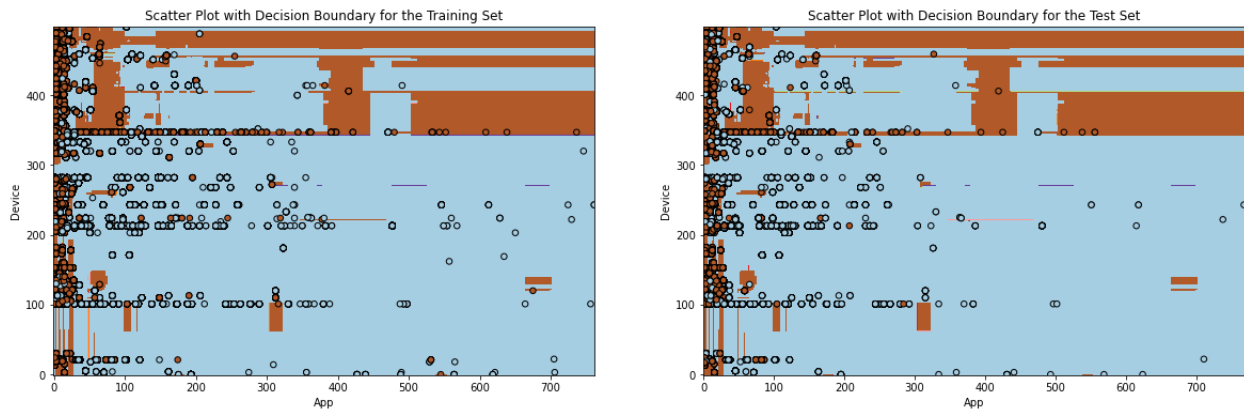 Scatter Plot with Decision Boundary for the Training Set
400
300
200
100
0
Device
0 100 200 300 400 500 600 700
App
Scatter Plot with Decision Boundary for the Test Set
400
300
200
100
0
Device
0 100 200 300 400 500 600 700
App